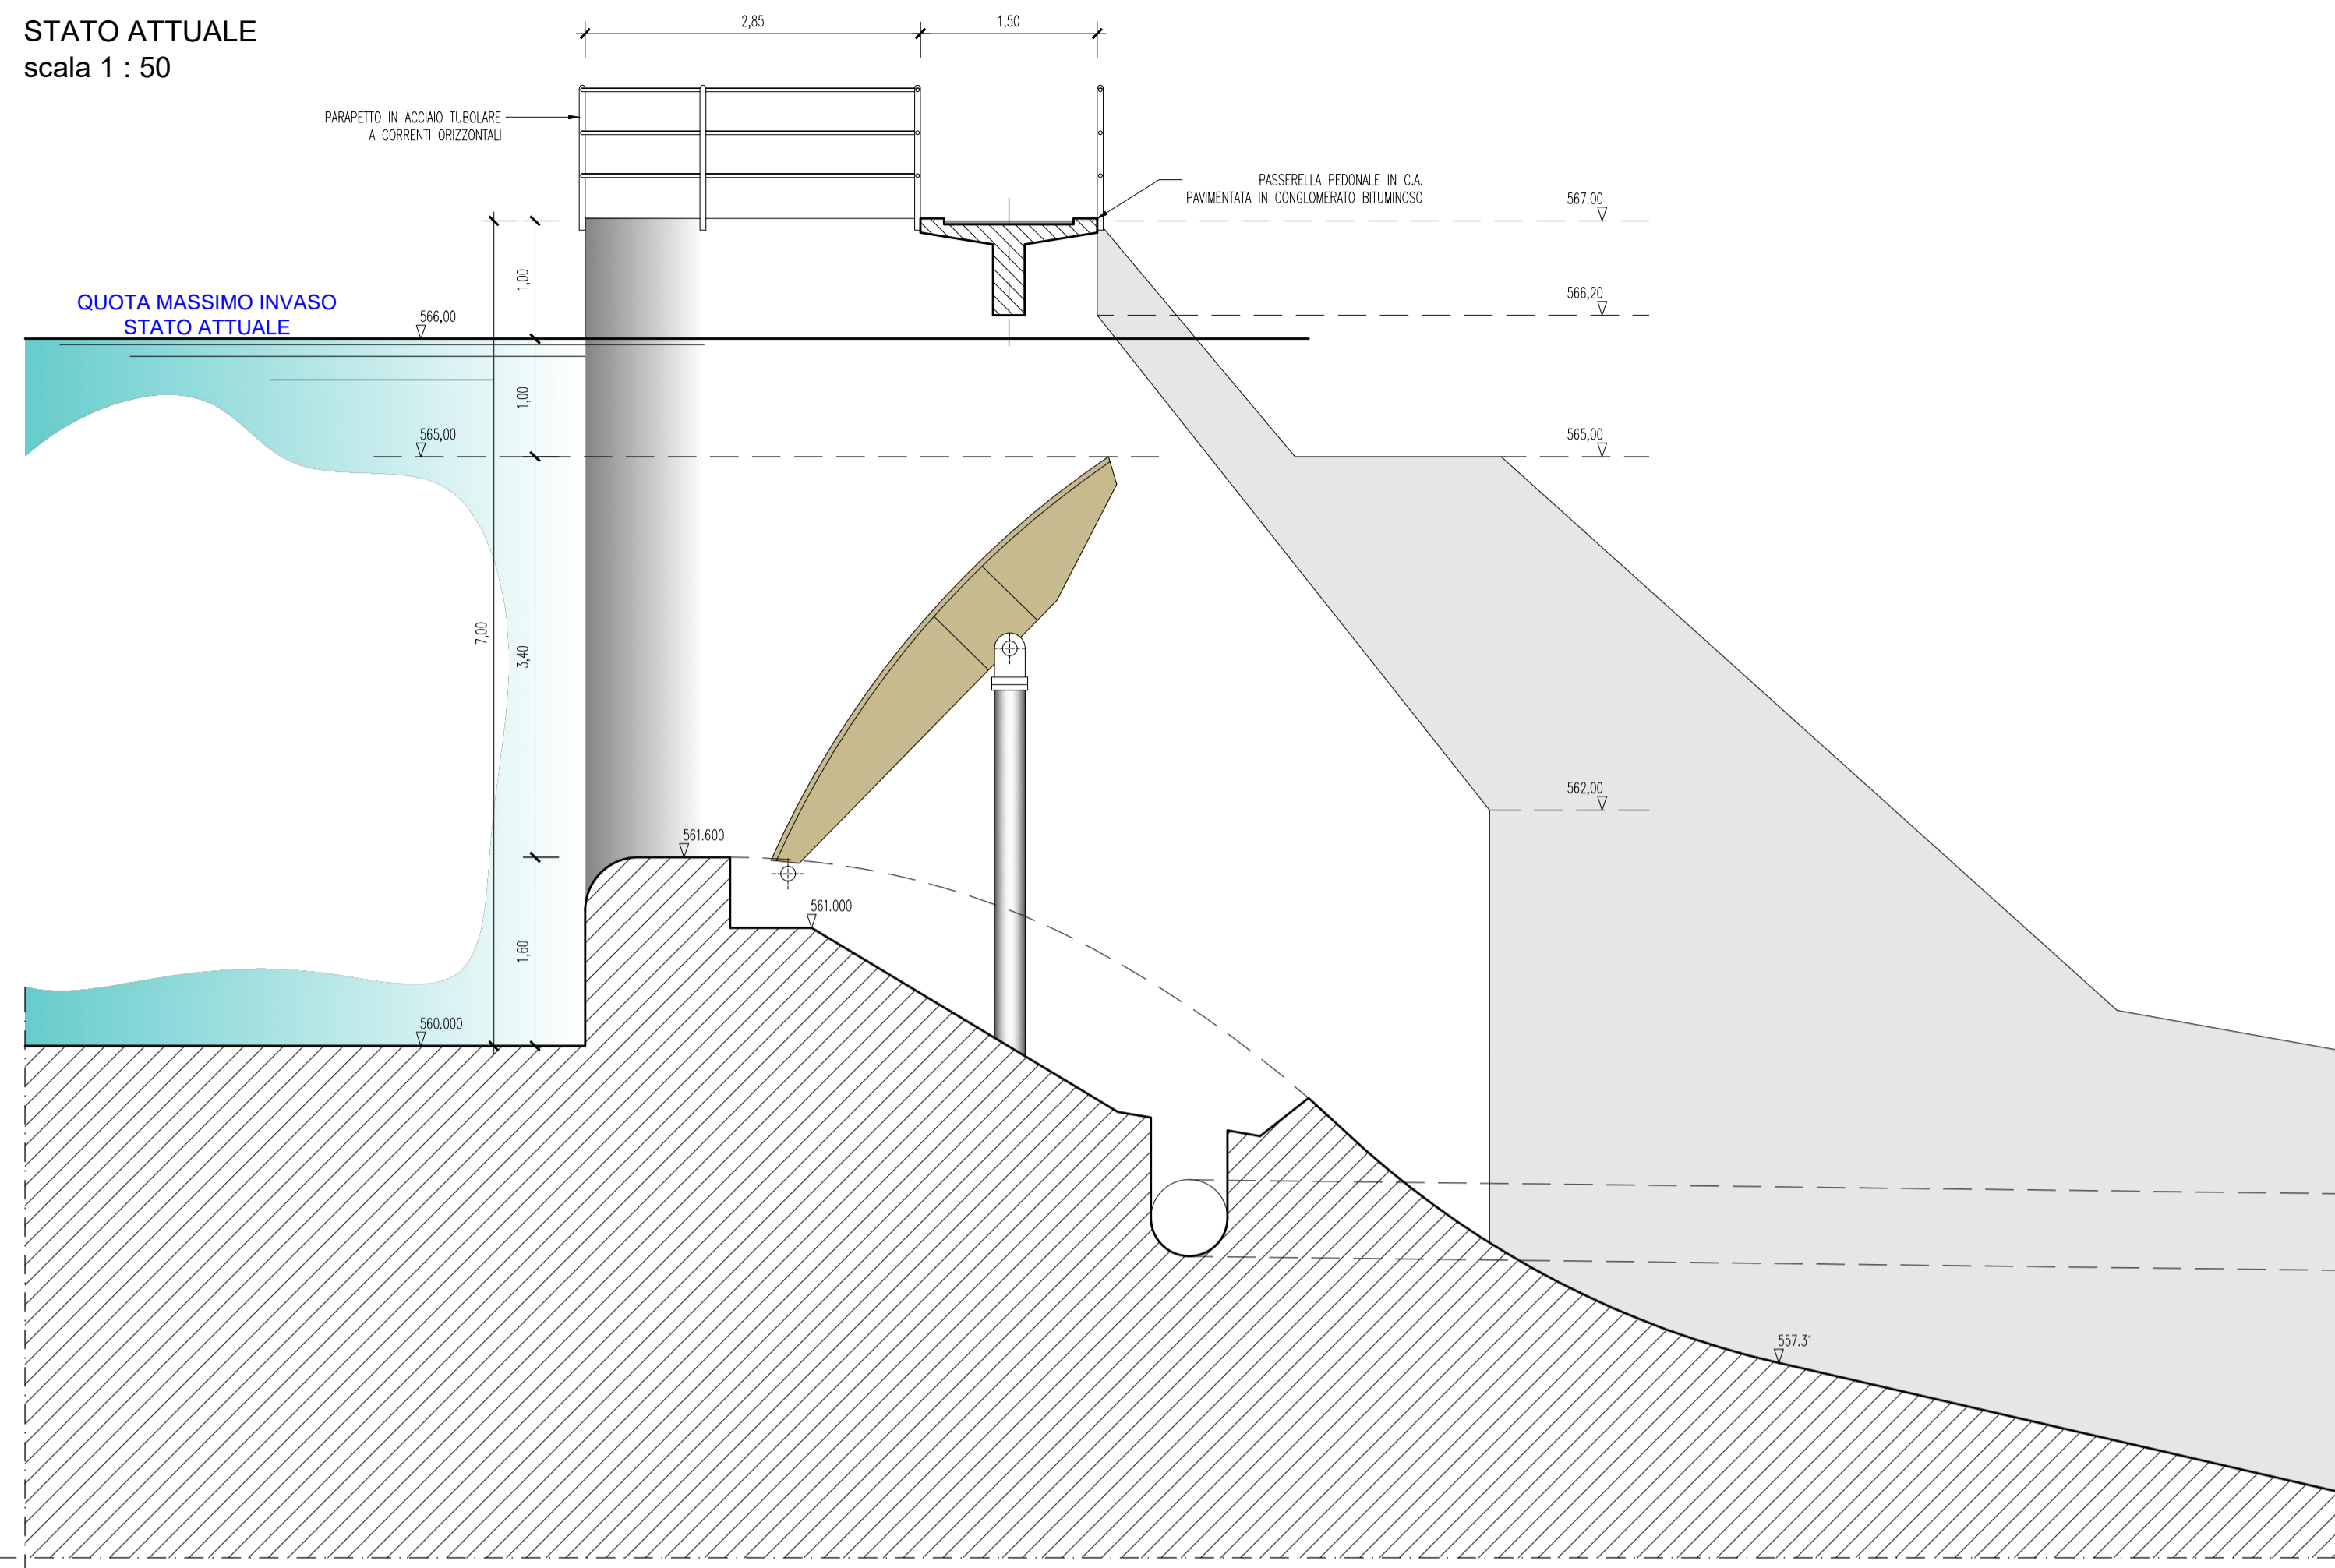 STATO ATTUALE
scala 1 : 50
2,85
1,50
PARAPETTO IN ACCIAIO TUBOLARE
A CORRENTI ORIZZONTALI
PASSERELLA PEDONALE IN C.A.
PAVIMENTATA IN CONGLOMERATO BITUMINOSO
567.00
1,00
566,20
QUOTA MASSIMO INVASO
STATO ATTUALE
566,00
1,00
565,00
565,00
7,00
3,40
562,00
561.600
561.000
1,60
560.000
557.31